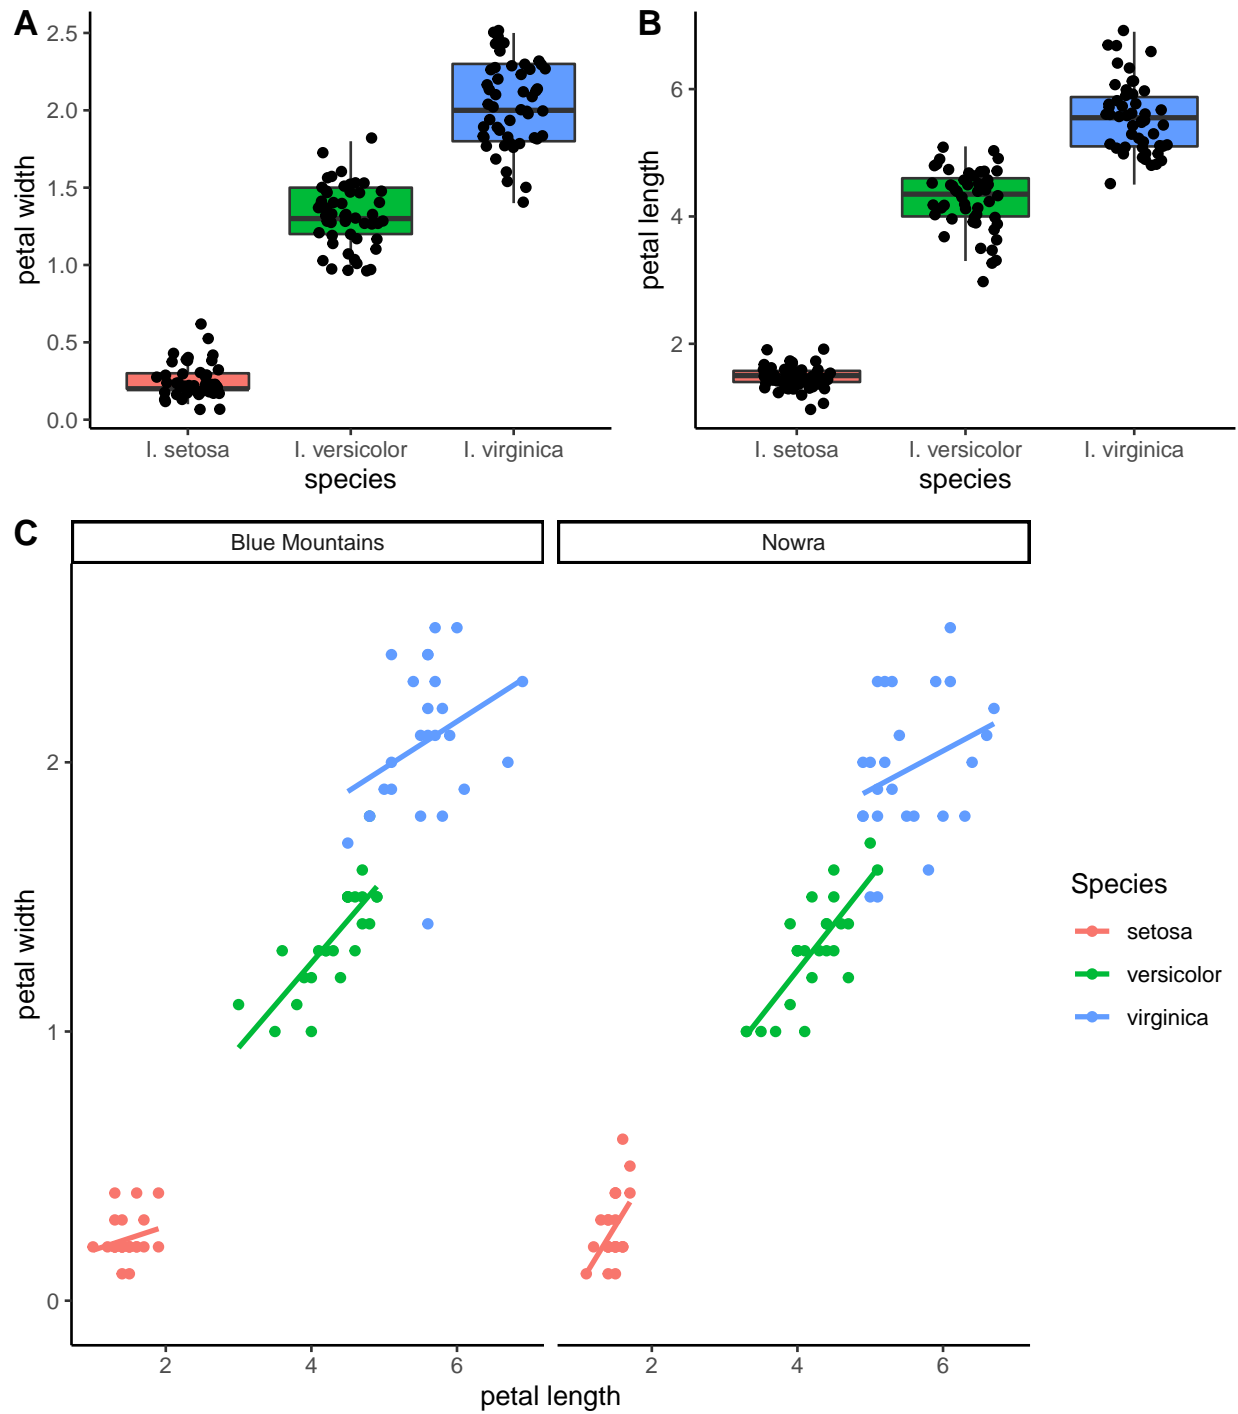 A
2.5
2.0
1.5
1.0
0.5
0.0
petal width
I. setosa I. versicolor I. virginica
species
B
6
4
2
petal length
I. setosa I. versicolor I. virginica
species
C
Blue Mountains Nowra
2
1
0
petal width
2 4 6 2 4 6
petal length
Species
setosa
versicolor
virginica